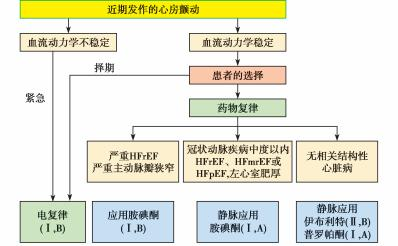 近期发作的心房颤动
血流动力学不稳定
血流动力学稳定
择期
患者的选择
紧急
药物复律
严重HFrEF
严重主动脉瓣狭窄
冠状动脉疾病中度以内
HFrEF、HFmrEF或
HFpEF,左心室肥厚
无相关结构性
心脏病
电复律
(Ⅰ,B)
应用胺碘酮
(Ⅰ,B)
静脉应用
胺碘酮(Ⅰ,A)
静脉应用
伊布利特(Ⅱ,B)
普罗帕酮(Ⅰ,A)